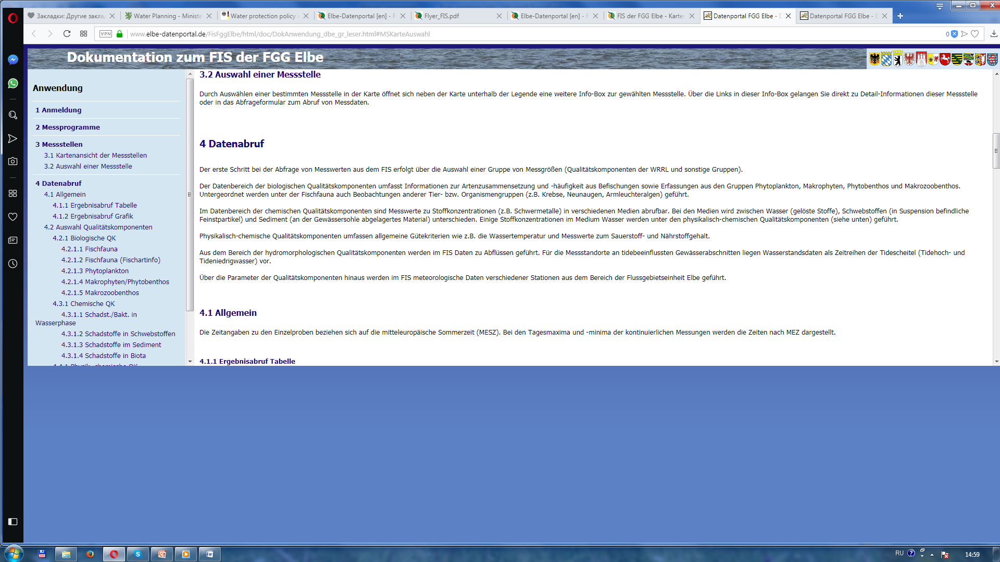 Закладки: Другие закла
Water Planning - Ministe
Water protection policy
Elbe-Datenportal [en] - F
Flyer_FIS.pdf
Elbe-Datenportal [en] - F
FIS der FGG Elbe - Karte
Datenportal FGG Elbe - D
Datenportal FGG Elbe - D
VPN
www.elbe-datenportal.de/FisFggElbe/html/doc/DokAnwendung_dbe_gr_leser.html#MSKarteAuswahl
0
Dokumentation zum FIS der FGG Elbe
Anwendung
1 Anmeldung
2 Messprogramme
3 Messstellen
3.1 Kartenansicht der Messstellen
3.2 Auswahl einer Messstelle
4 Datenabruf
4.1 Allgemein
4.1.1 Ergebnisabruf Tabelle
4.1.2 Ergebnisabruf Grafik
4.2 Auswahl Qualitätskomponenten
4.2.1 Biologische QK
4.2.1.1 Fischfauna
4.2.1.2 Fischfauna (Fischartinfo)
4.2.1.3 Phytoplankton
4.2.1.4 Makrophyten/Phytobenthos
4.2.1.5 Makrozoobenthos
4.3.1 Chemische QK
4.3.1.1 Schadst./Bakt. in
Wasserphase
4.3.1.2 Schadstoffe in Schwebstoffen
4.3.1.3 Schadstoffe im Sediment
4.3.1.4 Schadstoffe in Biota
4.4.1 Physik.-chemische QK
3.2 Auswahl einer Messstelle
Durch Auswählen einer bestimmten Messstelle in der Karte öffnet sich neben der Karte unterhalb der Legende eine weitere Info-Box zur gewählten Messstelle. Über die Links in dieser Info-Box gelangen Sie direkt zu Detail-Informationen dieser Messstelle
oder in das Abfrageformular zum Abruf von Messdaten.
4 Datenabruf
Der erste Schritt bei der Abfrage von Messwerten aus dem FIS erfolgt über die Auswahl einer Gruppe von Messgrößen (Qualitätskomponenten der WRRL und sonstige Gruppen).
Der Datenbereich der biologischen Qualitätskomponenten umfasst Informationen zur Artenzusammensetzung und -häufigkeit aus Befischungen sowie Erfassungen aus den Gruppen Phytoplankton, Makrophyten, Phytobenthos und Makrozoobenthos.
Untergeordnet werden unter der Fischfauna auch Beobachtungen anderer Tier- bzw. Organismengruppen (z.B. Krebse, Neunaugen, Armleuchteralgen) geführt.
Im Datenbereich der chemischen Qualitätskomponenten sind Messwerte zu Stoffkonzentrationen (z.B. Schwermetalle) in verschiedenen Medien abrufbar. Bei den Medien wird zwischen Wasser (gelöste Stoffe), Schwebstoffen (in Suspension befindliche
Feinstpartikel) und Sediment (an der Gewässersohle abgelagertes Material) unterschieden. Einige Stoffkonzentrationen im Medium Wasser werden unter den physikalisch-chemischen Qualitätskomponenten (siehe unten) geführt.
Physikalisch-chemische Qualitätskomponenten umfassen allgemeine Gütekriterien wie z.B. die Wassertemperatur und Messwerte zum Sauerstoff- und Nährstoffgehalt.
Aus dem Bereich der hydromorphologischen Qualitätskomponenten werden im FIS Daten zu Abflüssen geführt. Für die Messstandorte an tidebeeinflussten Gewässerabschnitten liegen Wasserstandsdaten als Zeitreihen der Tidescheitel (Tidehoch- und
Tideniedrigwasser) vor.
Über die Parameter der Qualitätskomponenten hinaus werden im FIS meteorologische Daten verschiedener Stationen aus dem Bereich der Flussgebietseinheit Elbe geführt.
4.1 Allgemein
Die Zeitangaben zu den Einzelproben beziehen sich auf die mitteleuropäische Sommerzeit (MESZ). Bei den Tagesmaxima und -minima der kontinuierlichen Messungen werden die Zeiten nach MEZ dargestellt.
4.1.1 Ergebnisabruf Tabelle
RU
14:59